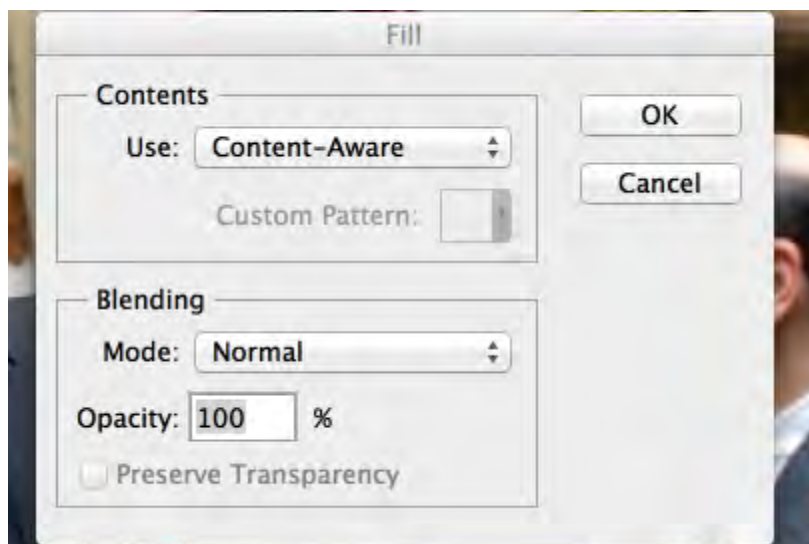 Fill
Contents
Use: Content-Aware
Custom Pattern:
OK
Cancel
Blending
Mode: Normal
Opacity: 100 %
Preserve Transparency